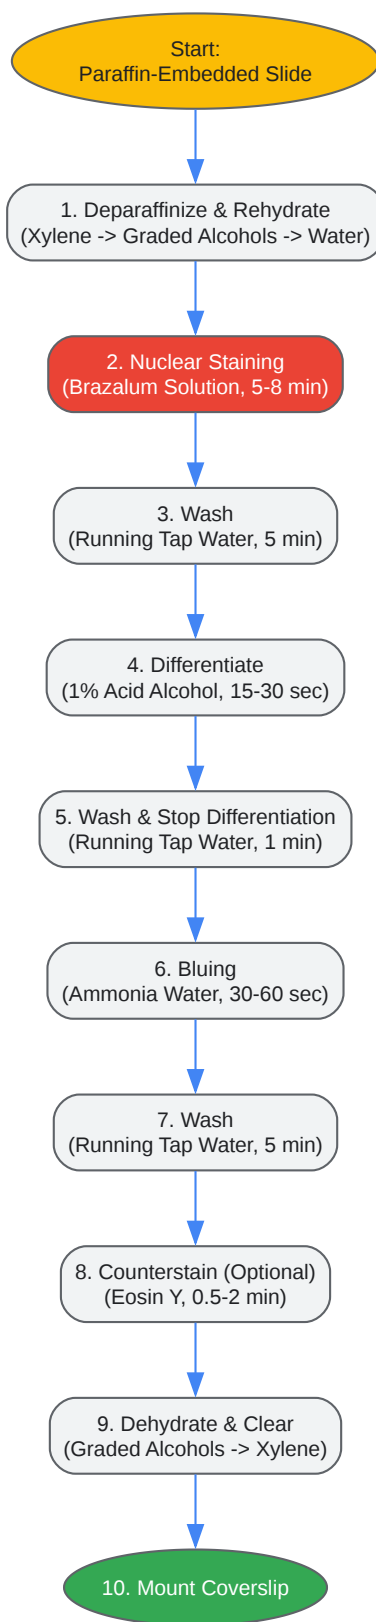 Start:
Paraffin-Embedded Slide
1. Deparaffinize & Rehydrate
(Xylene -> Graded Alcohols -> Water)
2. Nuclear Staining
(Brazalum Solution, 5-8 min)
3. Wash
(Running Tap Water, 5 min)
4. Differentiate
(1% Acid Alcohol, 15-30 sec)
5. Wash & Stop Differentiation
(Running Tap Water, 1 min)
6. Bluing
(Ammonia Water, 30-60 sec)
7. Wash
(Running Tap Water, 5 min)
8. Counterstain (Optional)
(Eosin Y, 0.5-2 min)
9. Dehydrate & Clear
(Graded Alcohols -> Xylene)
10. Mount Coverslip